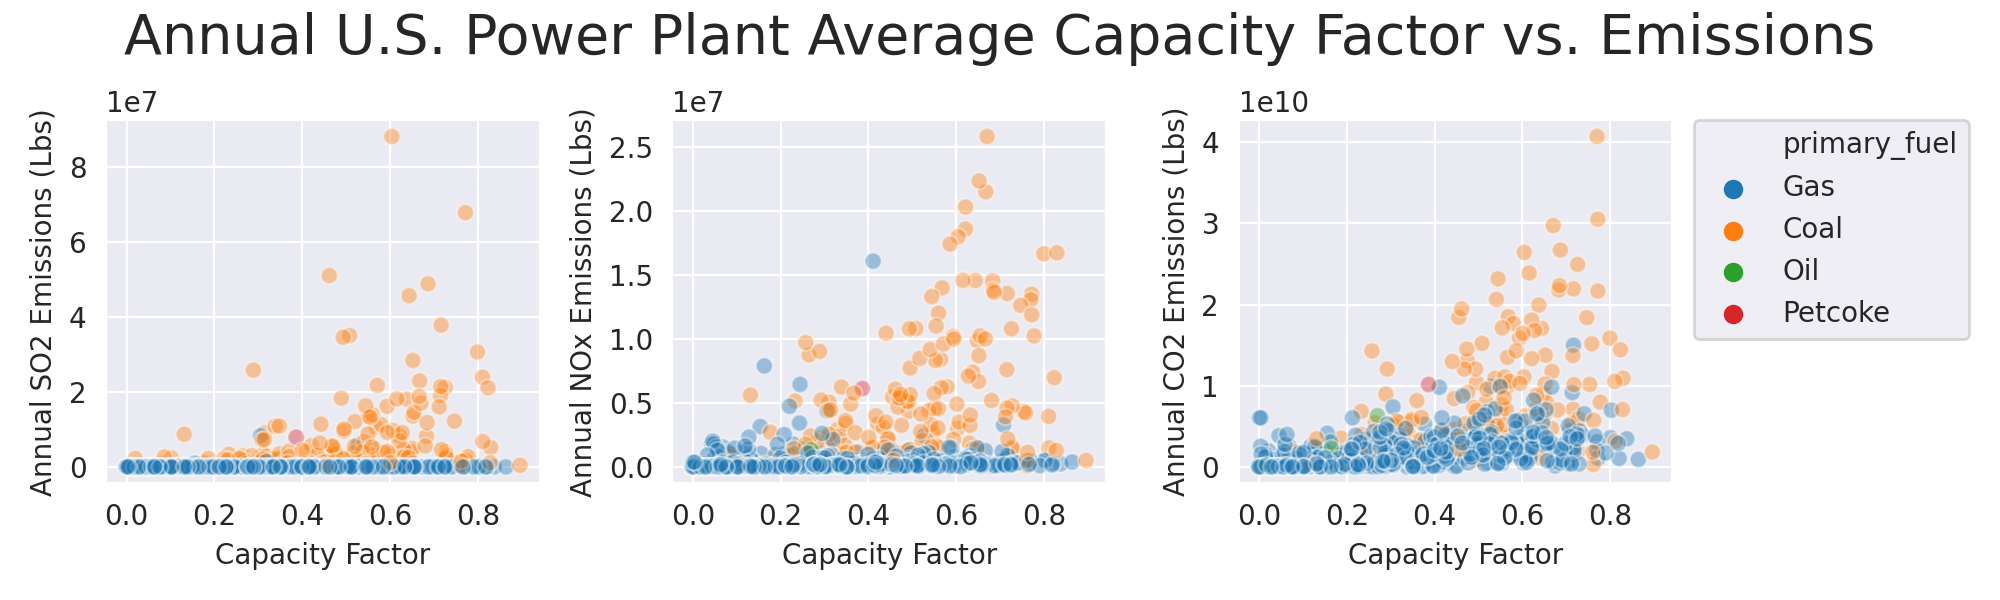 Annual U.S. Power Plant Average Capacity Factor vs. Emissions
1e7
Annual SO2 Emissions (Lbs)
8
6
4
2
0
0.0 0.2 0.4 0.6 0.8
Capacity Factor
1e7
Annual NOx Emissions (Lbs)
2.5
2.0
1.5
1.0
0.5
0.0
0.0 0.2 0.4 0.6 0.8
Capacity Factor
1e10
Annual CO2 Emissions (Lbs)
4
3
2
1
0
0.0 0.2 0.4 0.6 0.8
Capacity Factor
primary_fuel
Gas
Coal
Oil
Petcoke